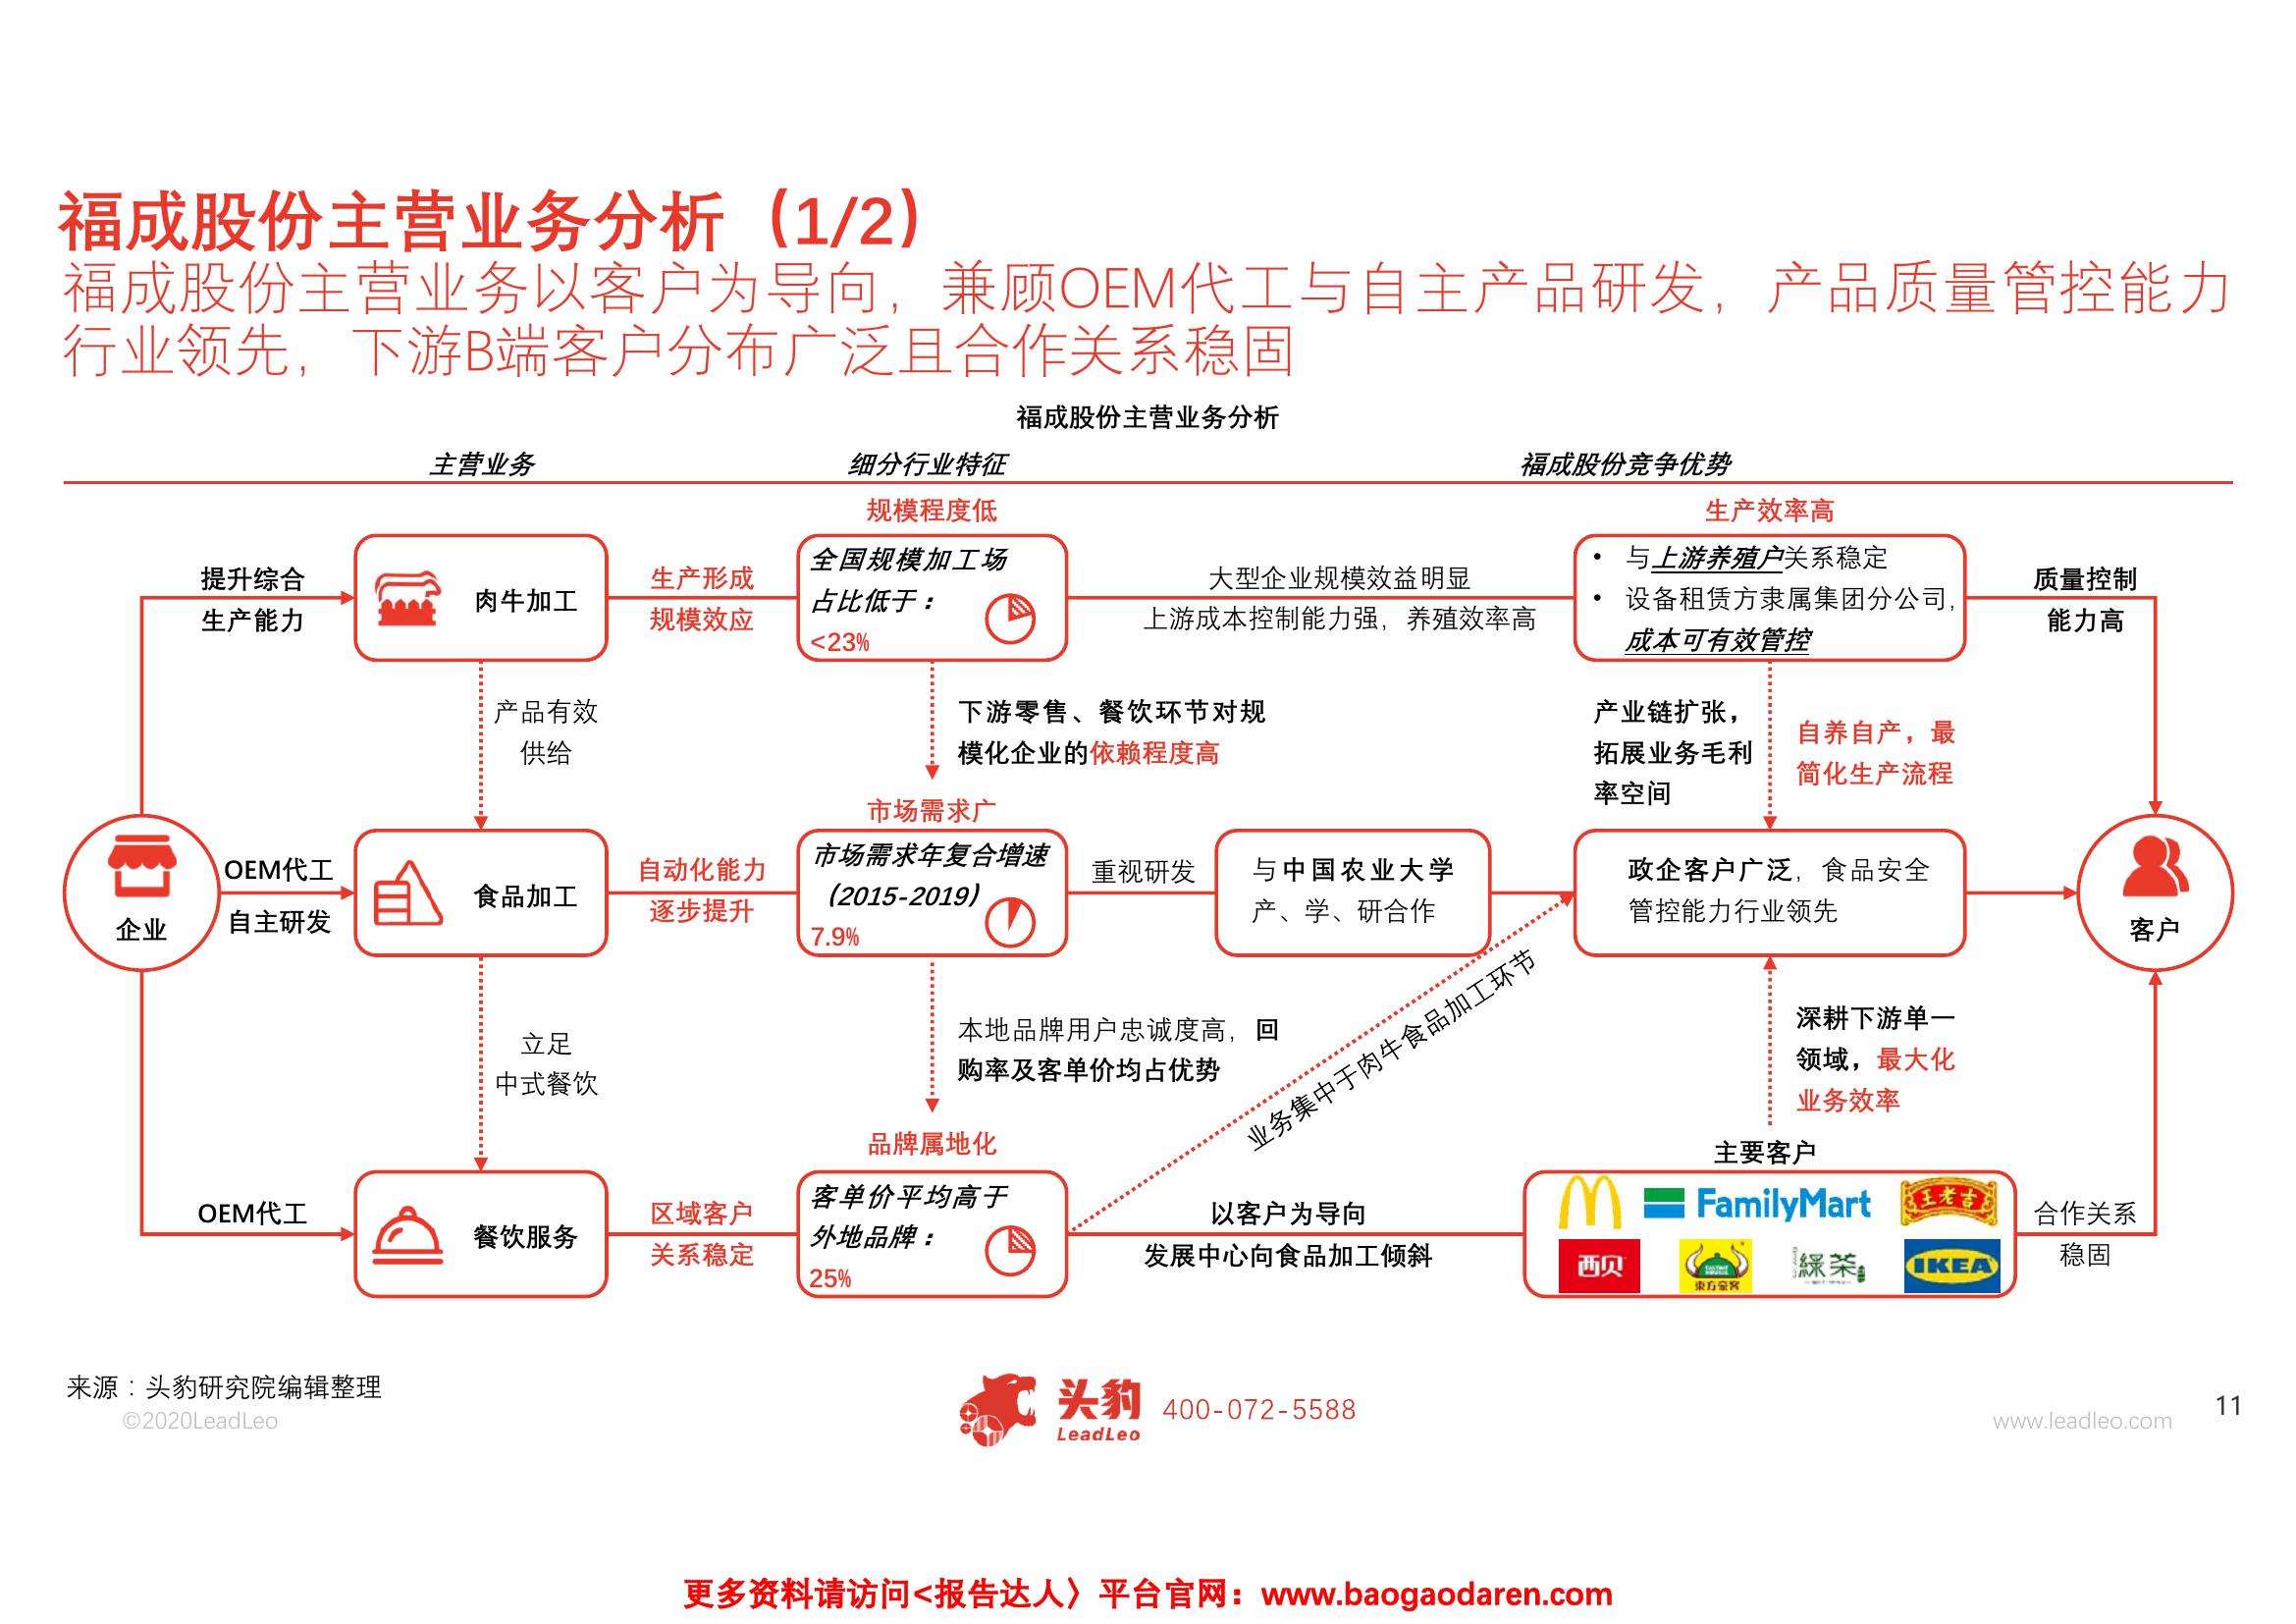 福成股份主营业务分析（1/2）
福成股份主营业务以客户为导向，兼顾OEM代工与自主产品研发，产品质量管控能力
行业领先，下游B端客户分布广泛且合作关系稳固
福成股份主营业务分析
主营业务
细分行业特征
福成股份竞争优势
规模程度低
生产效率高
提升综合
生产能力
肉牛加工
生产形成
规模效应
全国规模加工场
占比低于：
<23%
大型企业规模效益明显
上游成本控制能力强，养殖效率高
• 与上游养殖户关系稳定
• 设备租赁方隶属集团分公司，
成本可有效管控
质量控制
能力高
产品有效
供给
下游零售、餐饮环节对规
模化企业的依赖程度高
产业链扩张，
拓展业务毛利
率空间
自养自产，最
简化生产流程
市场需求广
企业
OEM代工
自主研发
食品加工
自动化能力
逐步提升
市场需求年复合增速
（2015-2019）
7.9%
重视研发
与中国农业大学
产、学、研合作
政企客户广泛，食品安全
管控能力行业领先
客户
立足
中式餐饮
本地品牌用户忠诚度高，回
购率及客单价均占优势
业务集中于肉牛食品加工环节
深耕下游单一
领域，最大化
业务效率
品牌属地化
主要客户
OEM代工
餐饮服务
区域客户
关系稳定
客单价平均高于
外地品牌：
25%
以客户为导向
发展中心向食品加工倾斜
FamilyMart
王老吉
西贝
東方豪客
緑茶
IKEA
合作关系
稳固
来源：头豹研究院编辑整理
©2020LeadLeo
头豹
LeadLeo
400-072-5588
www.leadleo.com
11
更多资料请访问<报告达人〉平台官网：www.baogaodaren.com